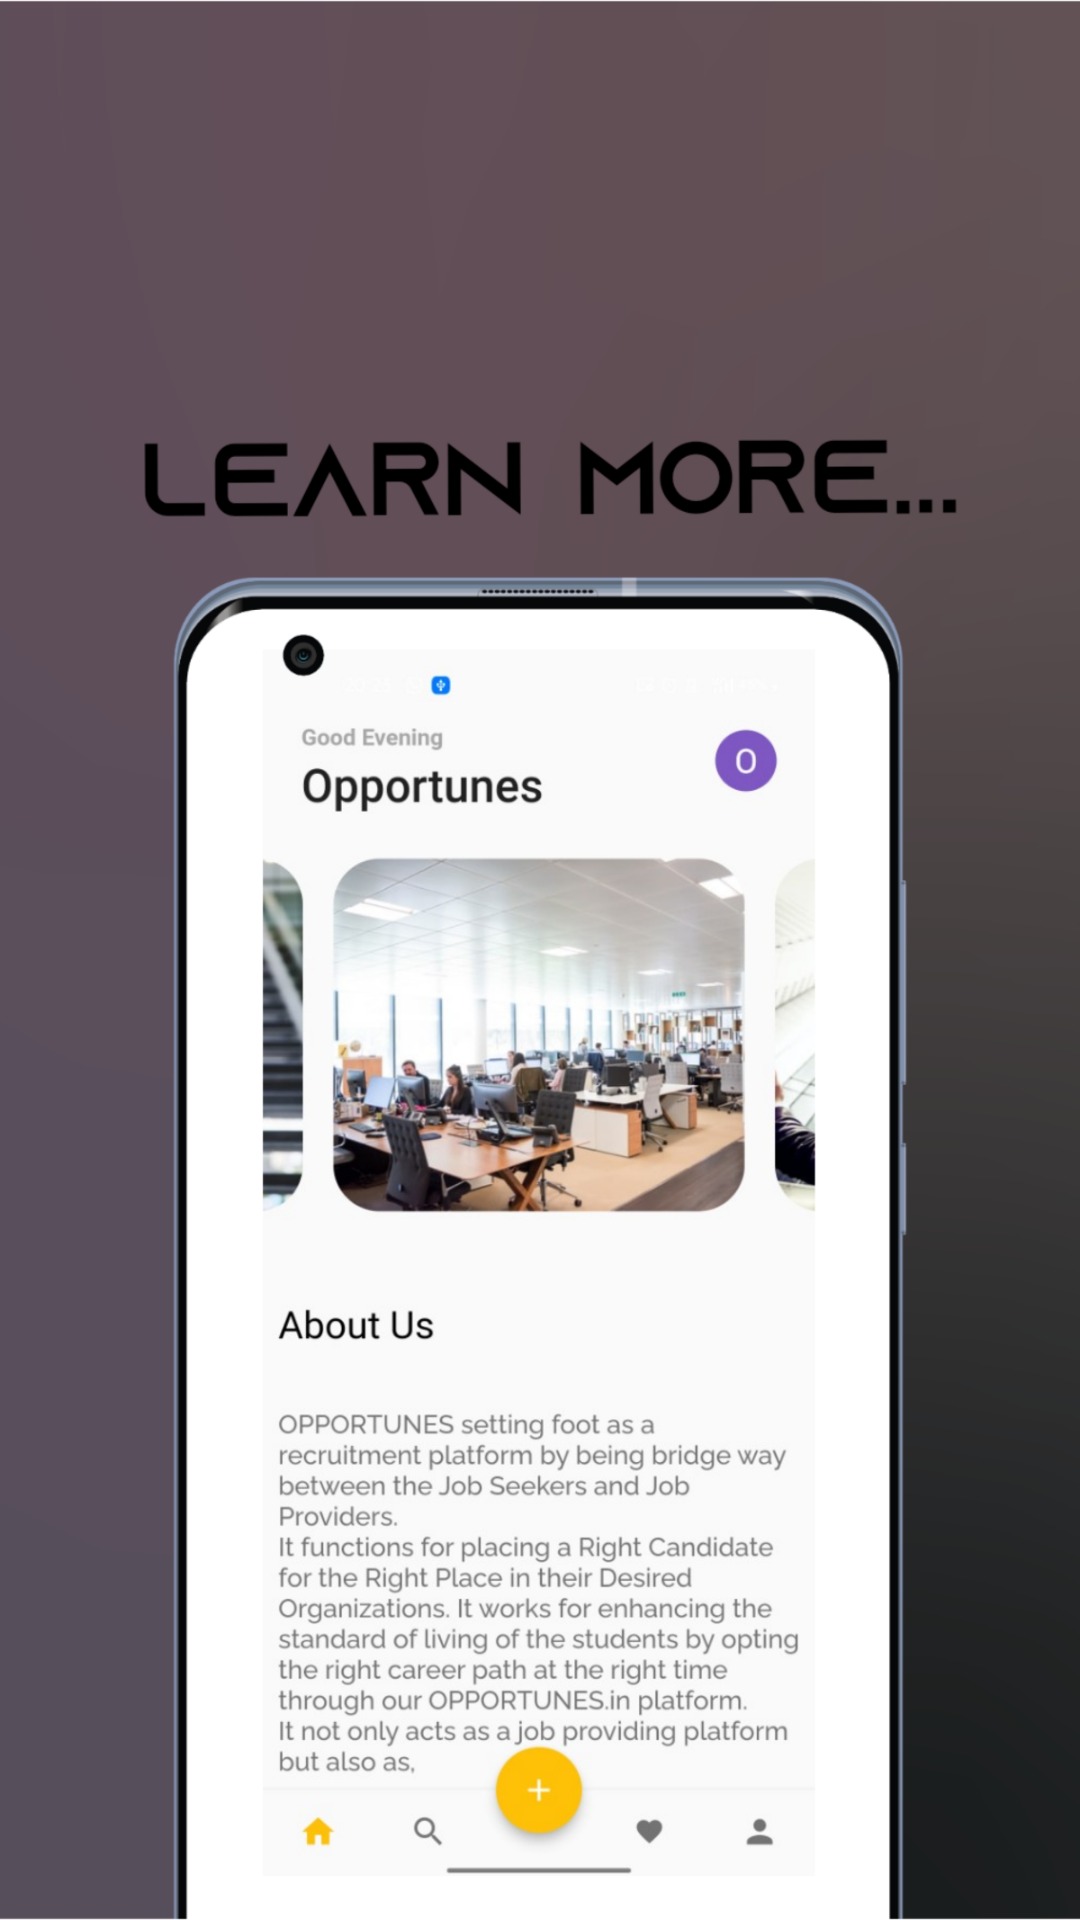 LEARN MORE...
Good Evening
Opportunes
O
About Us
OPPORTUNES setting foot as a
recruitment platform by being bridge way
between the Job Seekers and Job
Providers.
It functions for placing a Right Candidate
for the Right Place in their Desired
Organizations. It works for enhancing the
standard of living of the students by opting
the right career path at the right time
through our OPPORTUNES.in platform.
It not only acts as a job providing platform
but also as,